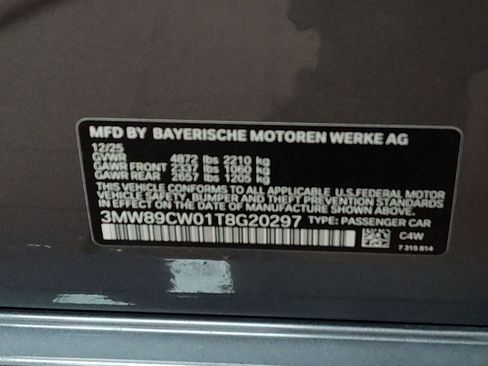 MFD BY BAYERISCHE MOTOREN WERKE AG
12/25
GVWR 4872 lbs 2210 kg
GAWR FRONT 2337 lbs 1060 kg
GAWR REAR 2657 lbs 1205 kg
THIS VEHICLE CONFORMS TO ALL APPLICABLE U.S. FEDERAL MOTOR
VEHICLE SAFETY, BUMPER, AND THEFT PREVENTION STANDARDS
IN EFFECT ON THE DATE OF MANUFACTURE SHOWN ABOVE.
3MW89CW01T8G20297 TYPE: PASSENGER CAR
C4W
7 315 814